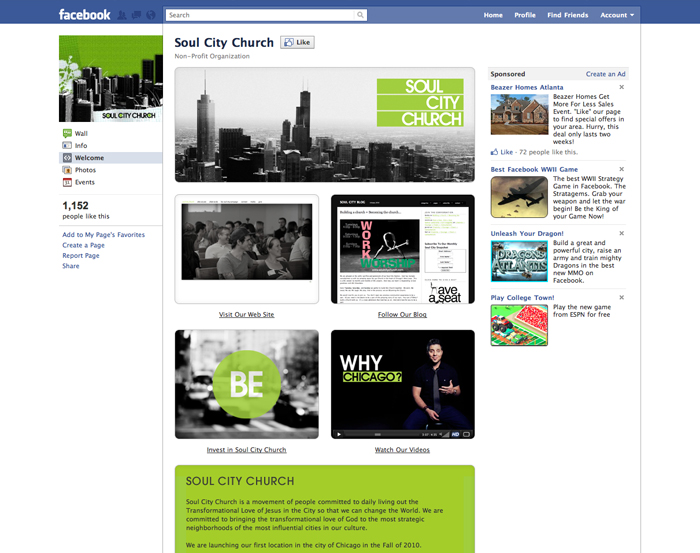 facebook
Search
Home Profile Find Friends Account
SOUL CITY CHURCH
Wall
Info
Welcome
Photos
Events
1,152
people like this
Add to My Page's Favorites
Create a Page
Report Page
Share
Soul City Church
Like
Non-Profit Organization
SOUL
CITY
CHURCH
SOUL CITY BLOG
Building a church + Removing the church...
WORK
WORSHIP
have
a seat
Visit Our Web Site
Follow Our Blog
BE
WHY
CHICAGO?
HD
Invest in Soul City Church
Watch Our Videos
SOUL CITY CHURCH
Soul City Church is a movement of people committed to daily living out the
Transformational Love of Jesus in the City so that we can change the World. We are
committed to bringing the transformational love of God to the most strategic
neighborhoods of the most influential cities in our culture.
We are launching our first location in the city of Chicago in the Fall of 2010.
Sponsored
Create an Ad
Beazer Homes Atlanta
Beazer Homes Get
More For Less Sales
Event. "Like" our page
to find special offers in
your area. Hurry, this
deal only lasts two
weeks!
Like · 72 people like this.
Best Facebook WWII Game
The best WWII Strategy
Game in Facebook. The
Stratagems. Grab your
weapon and let the war
begin! Be the King of
your Game Now!
Unleash Your Dragon!
DRAGONS
ATLANTIS
Build a great and
powerful city, raise an
army and train mighty
Dragons in the best
new MMO on
Facebook.
Play College Town!
Play the new game
from ESPN for free